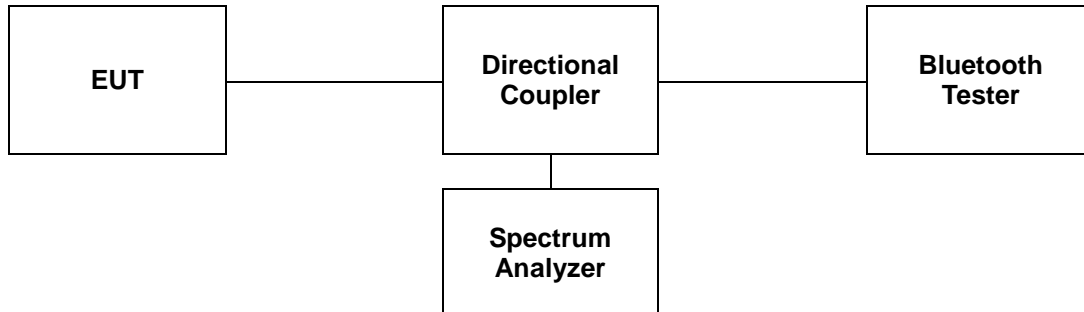 EUT
Directional
Coupler
Bluetooth
Tester
Spectrum
Analyzer